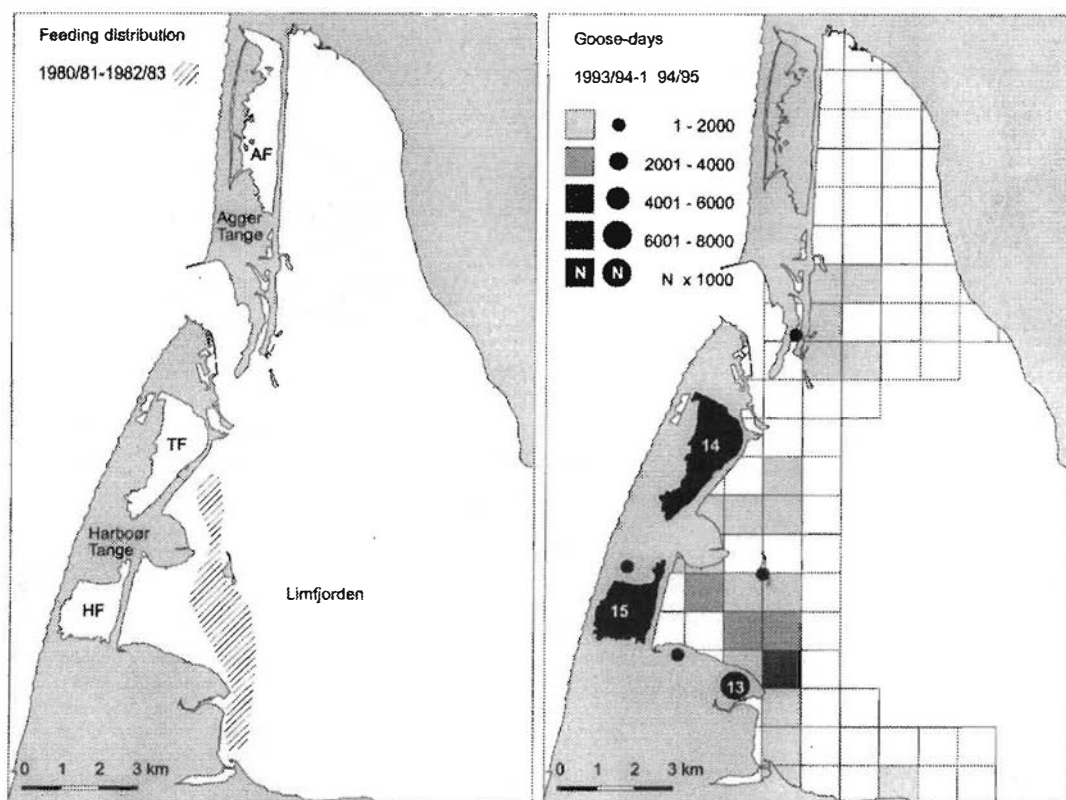 Feeding distribution
1980/81-1982/83
AF
Agger
Tange
TF
Harboør
Tange
HF
Limfjorden
0 1 2 3 km
Goose-days
1993/94-1 94/95
1 - 2000
2001 - 4000
4001 - 6000
6001 - 8000
N N N x 1000
14
15
13
0 1 2 3 km